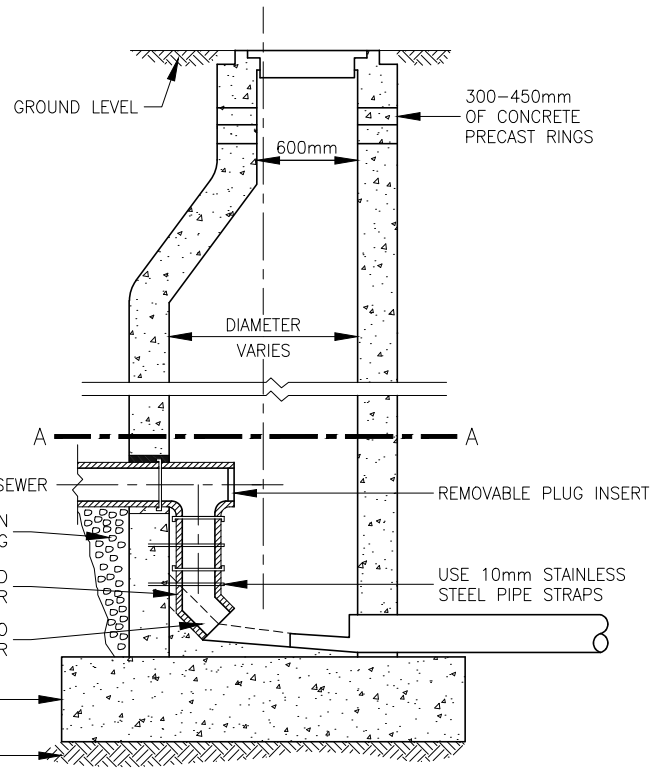 GROUND LEVEL
300-450mm
OF CONCRETE
PRECAST RINGS
600mm
DIAMETER
VARIES
A
A
SEWER
REMOVABLE PLUG INSERT
USE 10mm STAINLESS
STEEL PIPE STRAPS